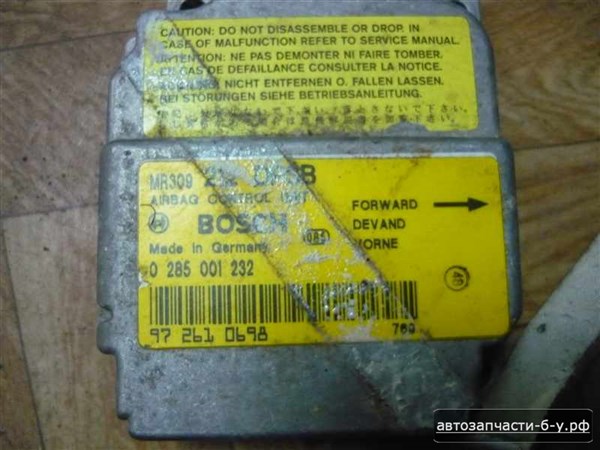 CAUTION: DO NOT DISASSEMBLE OR DROP. IN
CASE OF MALFUNCTION REFER TO SERVICE MANUAL.
ATTENTION: NE PAS DEMONTER NI FAIRE TOMBER.
EN CAS DE DEFAILLANCE CONSULTER LA NOTICE.
NICHT ENTFERNEN O. FALLEN LASSEN.
BEI STÖRUNGEN SIEHE BETRIEBSANLEITUNG.
MR309
AIRBAG CONTROL UNIT
FORWARD
BOSCH
DEVAND
Made in Germany
VORNE
0 285 001 232
97 261 0698
769
автозапчасти-б-у.рф